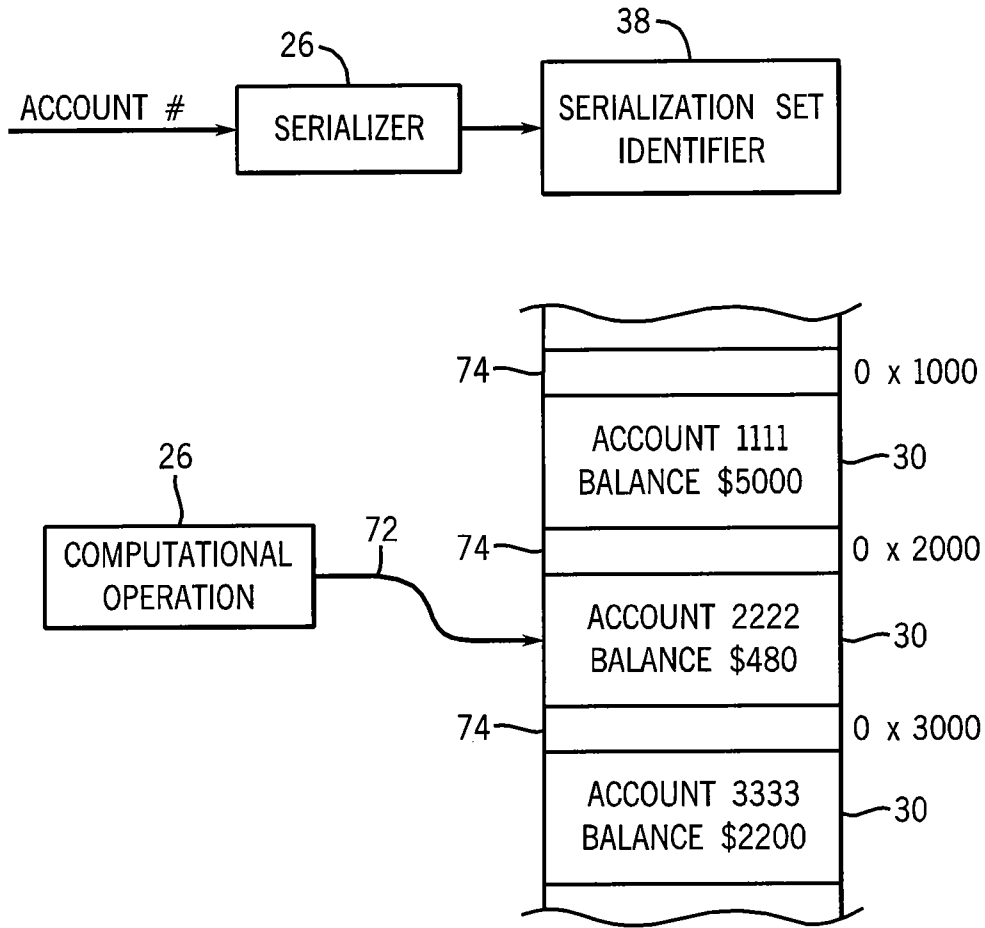 26
38
ACCOUNT #
SERIALIZER
SERIALIZATION SET
IDENTIFIER
74
0 x 1000
ACCOUNT 1111
BALANCE $5000
30
26
COMPUTATIONAL
OPERATION
72
74
0 x 2000
ACCOUNT 2222
BALANCE $480
30
74
0 x 3000
ACCOUNT 3333
BALANCE $2200
30